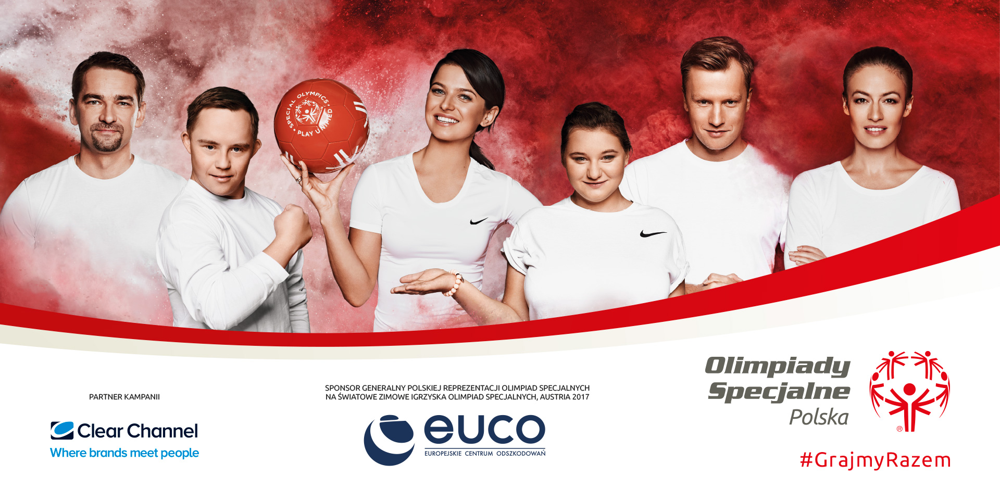 SPECIAL OLYMPICS
PLAY UNITED
PARTNER KAMPANII
Clear Channel
Where brands meet people
SPONSOR GENERALNY POLSKIEJ REPREZENTACJI OLIMPIAD SPECJALNYCH
NA ŚWIATOWE ZIMOWE IGRZYSKA OLIMPIAD SPECJALNYCH, AUSTRIA 2017
euco
EUROPEJSKIE CENTRUM ODSZKODOWAŃ
Olimpiady
Specjalne
Polska
®
#GrajmyRazem